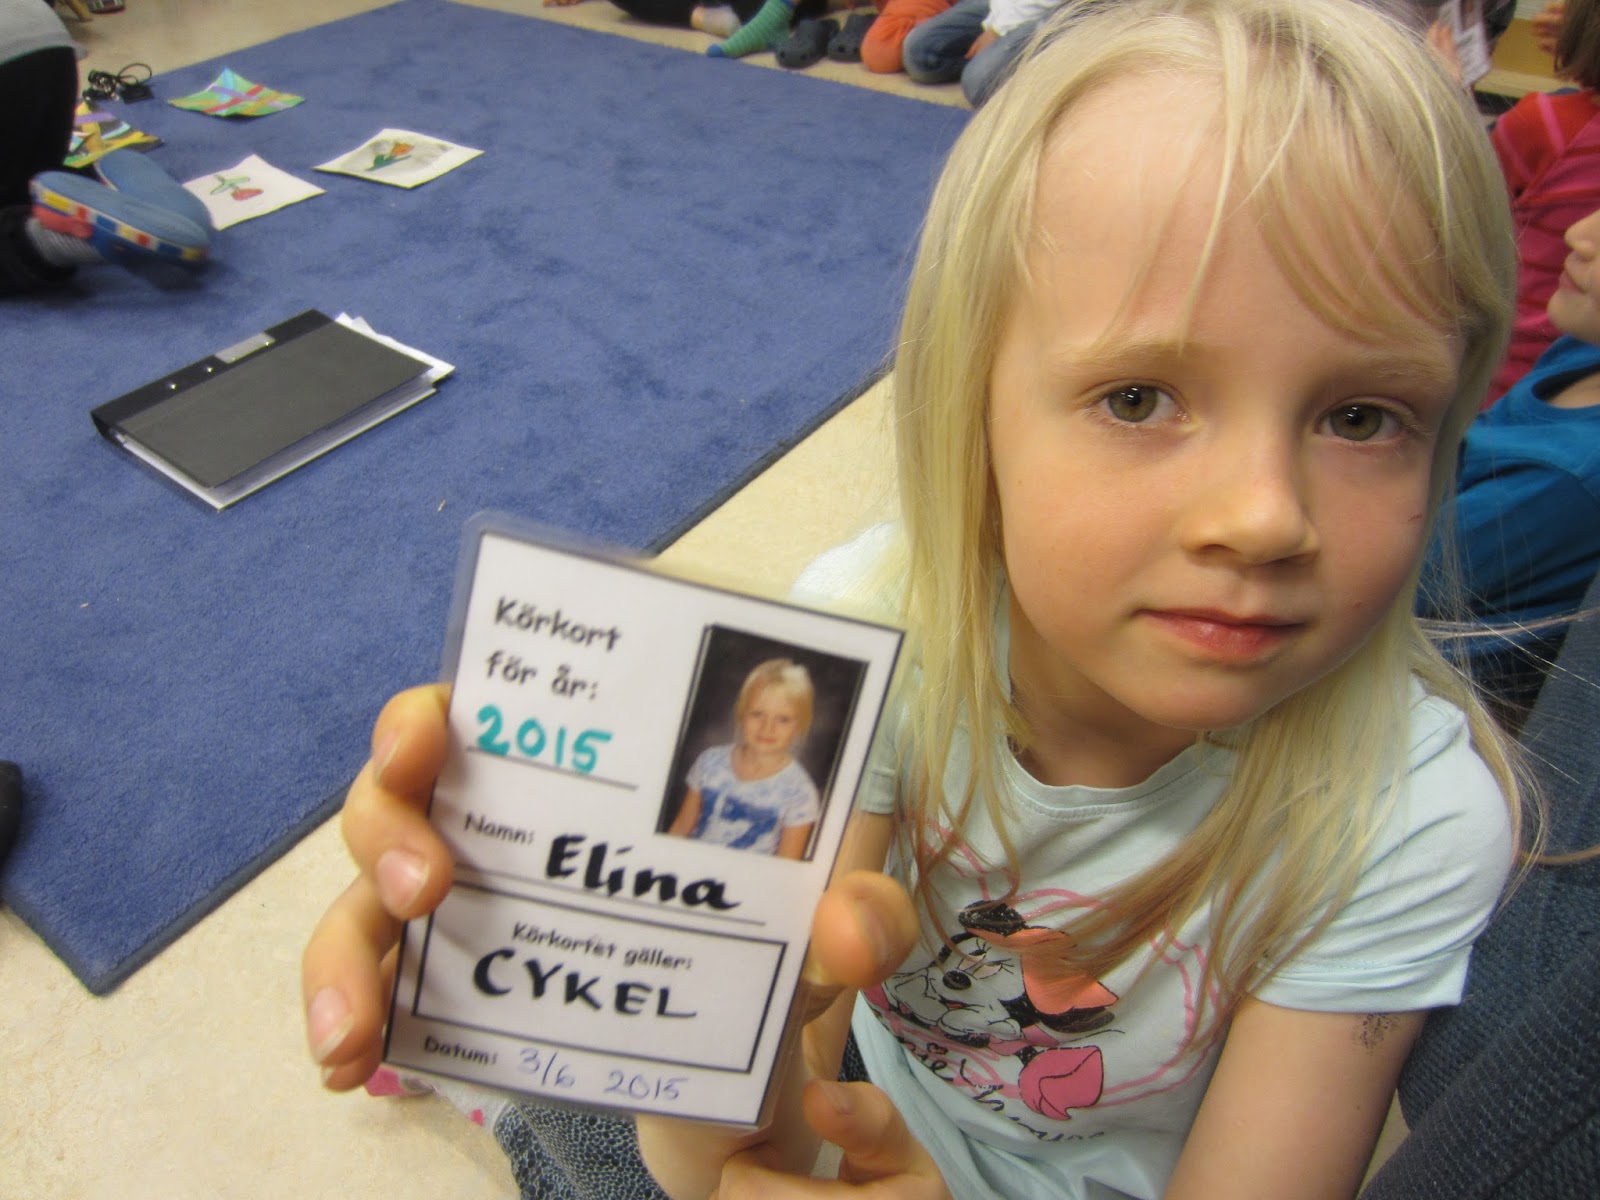 Körkort
för år:
2015
Namn: Elina
Körkortet gäller:
CYKEL
Datum: 3/6 2015